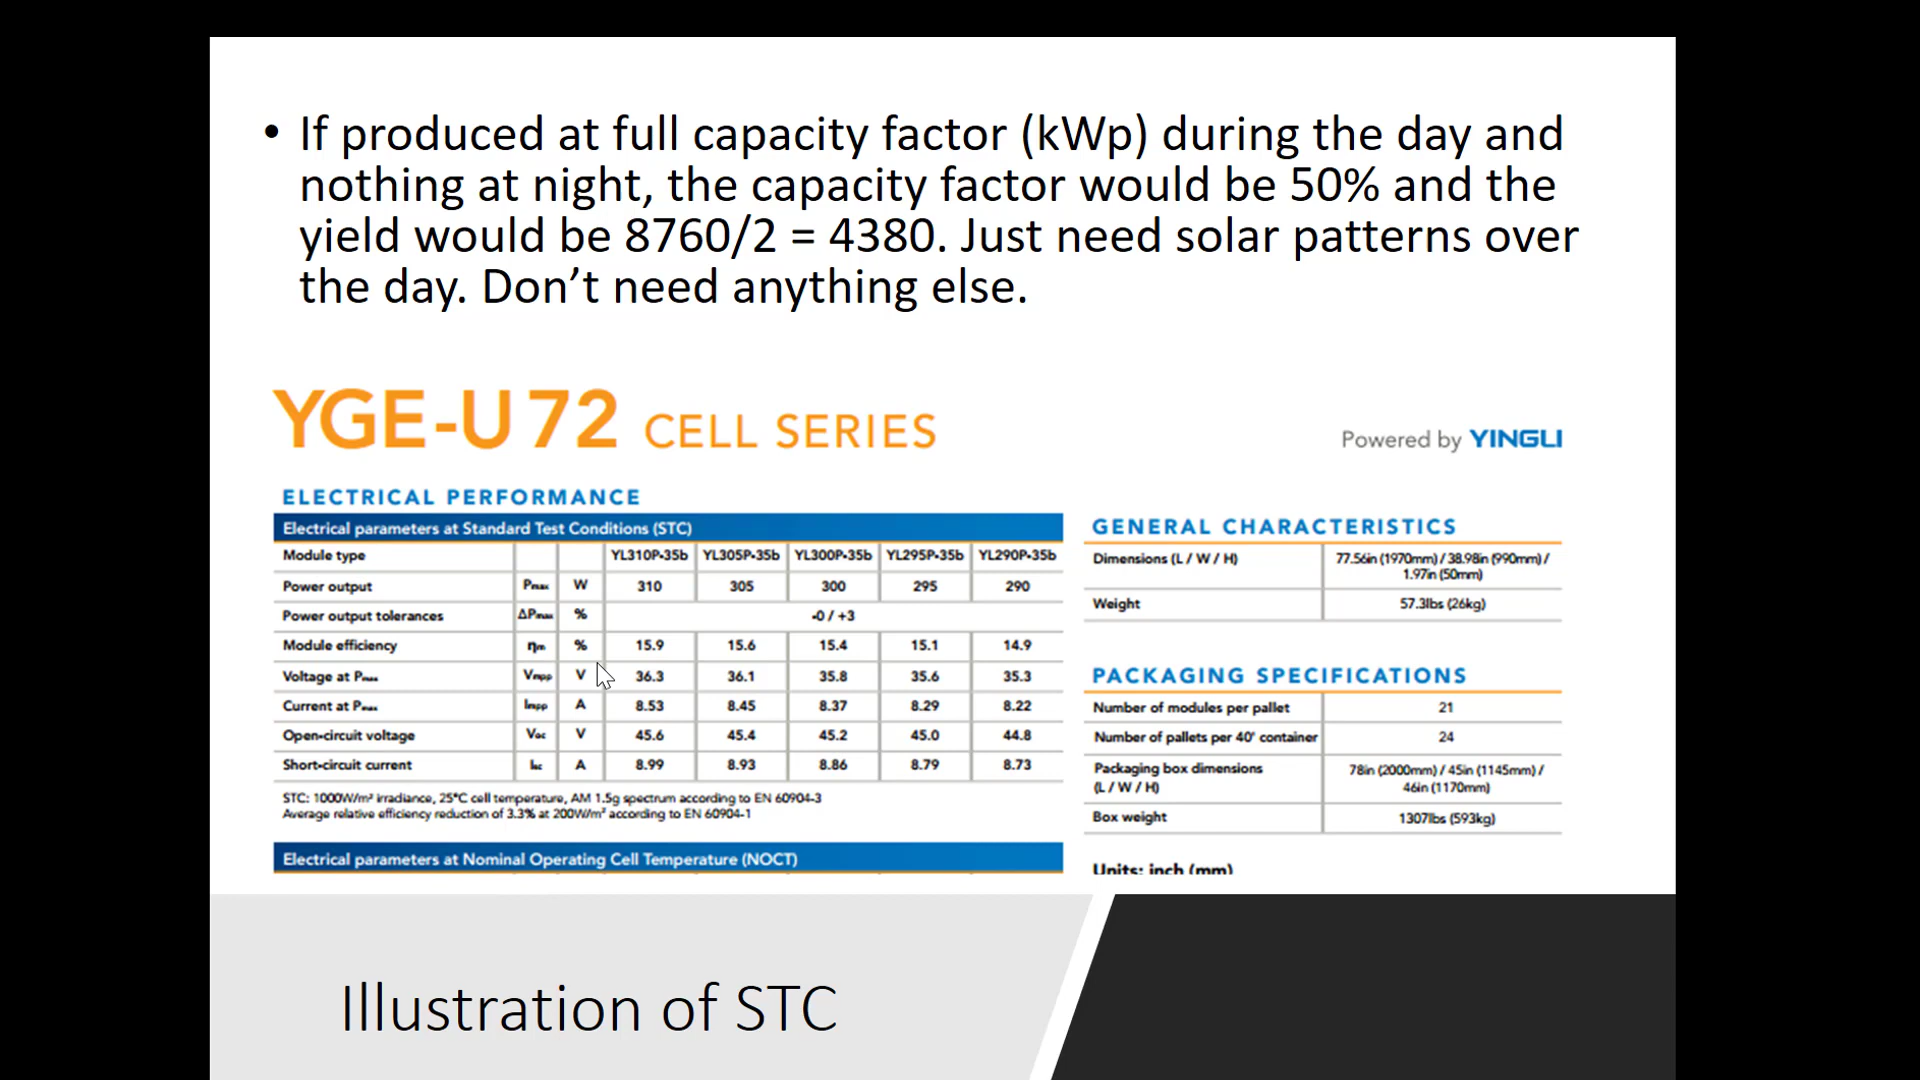 • If produced at full capacity factor (kWp) during the day and
nothing at night, the capacity factor would be 50% and the
yield would be 8760/2 = 4380. Just need solar patterns over
the day. Don’t need anything else.
YGE-U 72 CELL SERIES
Powered by YINGLI
ELECTRICAL PERFORMANCE
Electrical parameters at Standard Test Conditions (STC)
Module type YL310P-35b YL305P-35b YL300P-35b YL295P-35b YL290P-35b
Power output Pmax W 310 305 300 295 290
Power output tolerances ΔPmax % -0 / +3
Module efficiency ηm % 15.9 15.6 15.4 15.1 14.9
Voltage at Pmax Vmpp V 36.3 36.1 35.8 35.6 35.3
Current at Pmax Impp A 8.53 8.45 8.37 8.29 8.22
Open-circuit voltage Voc V 45.6 45.4 45.2 45.0 44.8
Short-circuit current Isc A 8.99 8.93 8.86 8.79 8.73
STC: 1000W/m² irradiance, 25°C cell temperature, AM 1.5g spectrum according to EN 60904-3
Average relative efficiency reduction of 3.3% at 200W/m² according to EN 60904-1
Electrical parameters at Nominal Operating Cell Temperature (NOCT)
GENERAL CHARACTERISTICS
Dimensions (L / W / H) 77.56in (1970mm) / 38.98in (990mm) /
1.97in (50mm)
Weight 57.3lbs (26kg)
PACKAGING SPECIFICATIONS
Number of modules per pallet 21
Number of pallets per 40' container 24
Packaging box dimensions 78in (2000mm) / 45in (1145mm) /
(L / W / H) 46in (1170mm)
Box weight 1307lbs (593kg)
Units: inch (mm)
Illustration of STC